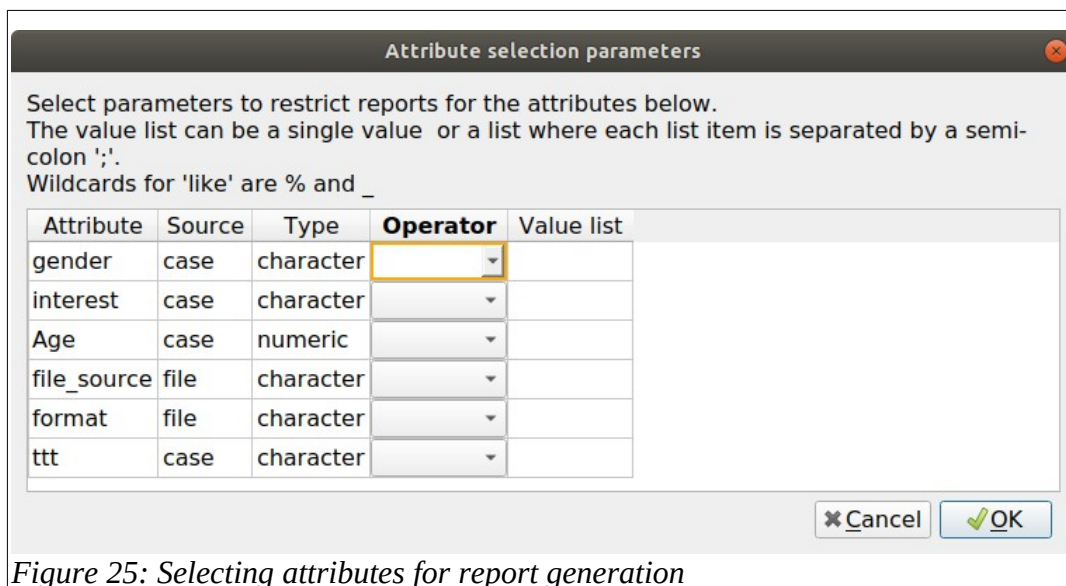 Attribute selection parameters
Select parameters to restrict reports for the attributes below.
The value list can be a single value  or a list where each list item is separated by a semi-
colon ';'.
Wildcards for 'like' are % and _
Attribute Source Type Operator Value list
gender case character
interest case character
Age case numeric
file_source file character
format file character
ttt case character
Cancel OK
Figure 25: Selecting attributes for report generation